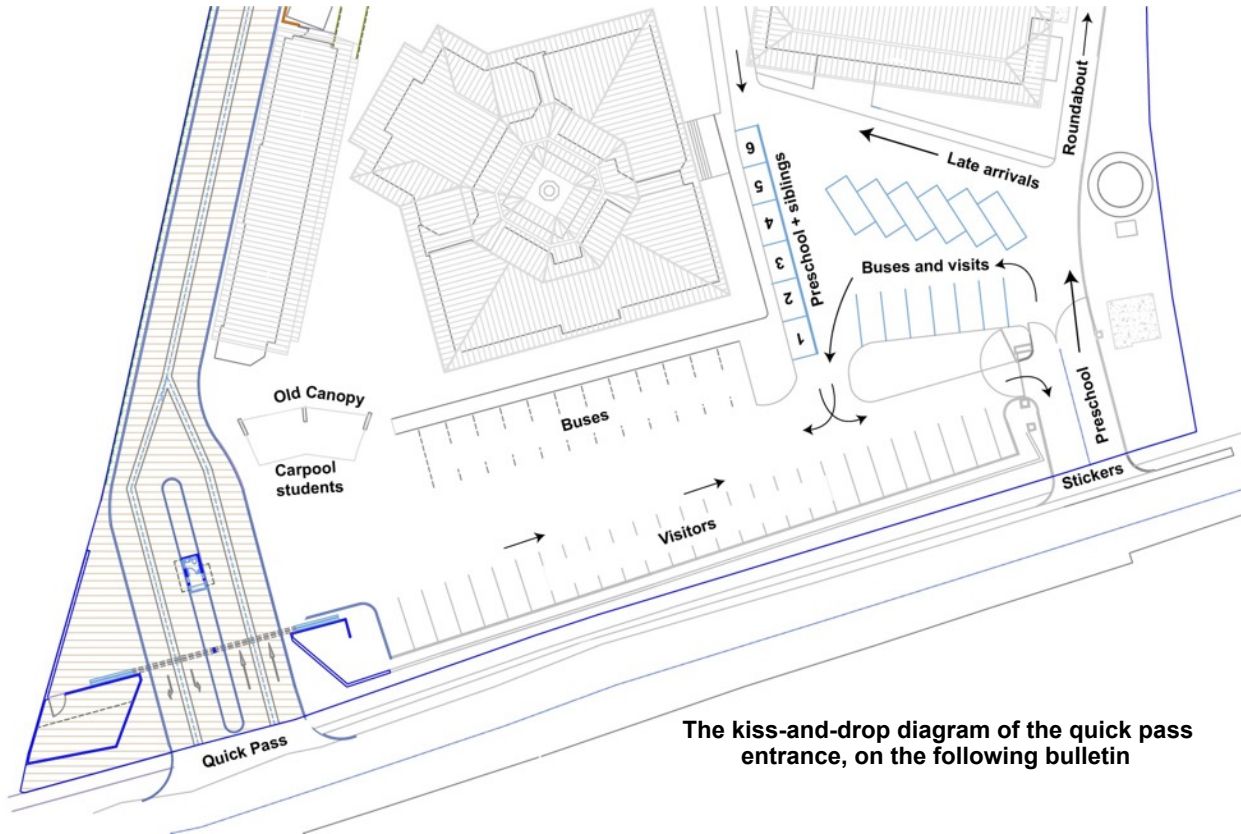 Roundabout
Late arrivals
6
5
4
3
2
1
Preschool + siblings
Buses and visits
Preschool
Stickers
Old Canopy
Carpool
students
Buses
Visitors
Quick Pass
The kiss-and-drop diagram of the quick pass
entrance, on the following bulletin